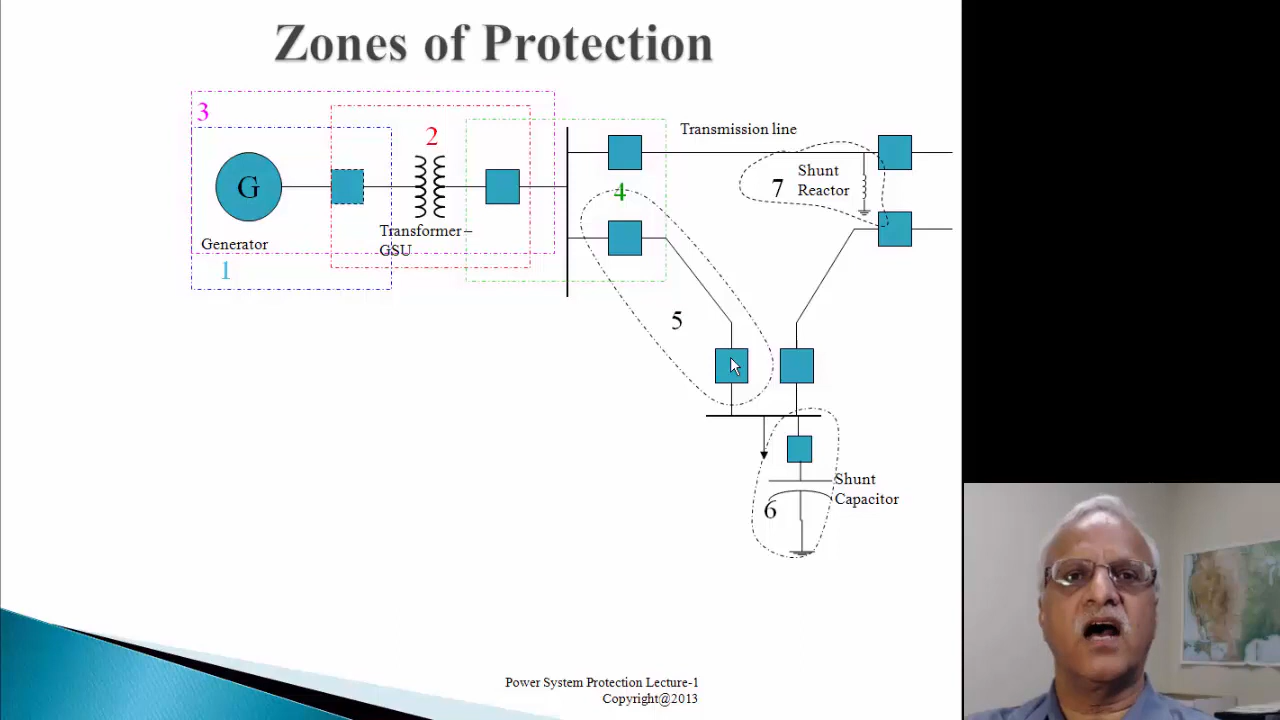 Zones of Protection
3
2
Transmission line
G
4
7
Shunt
Reactor
Transformer –
GSU
Generator
1
5
6
Shunt
Capacitor
Power System Protection Lecture-1
Copyright@2013